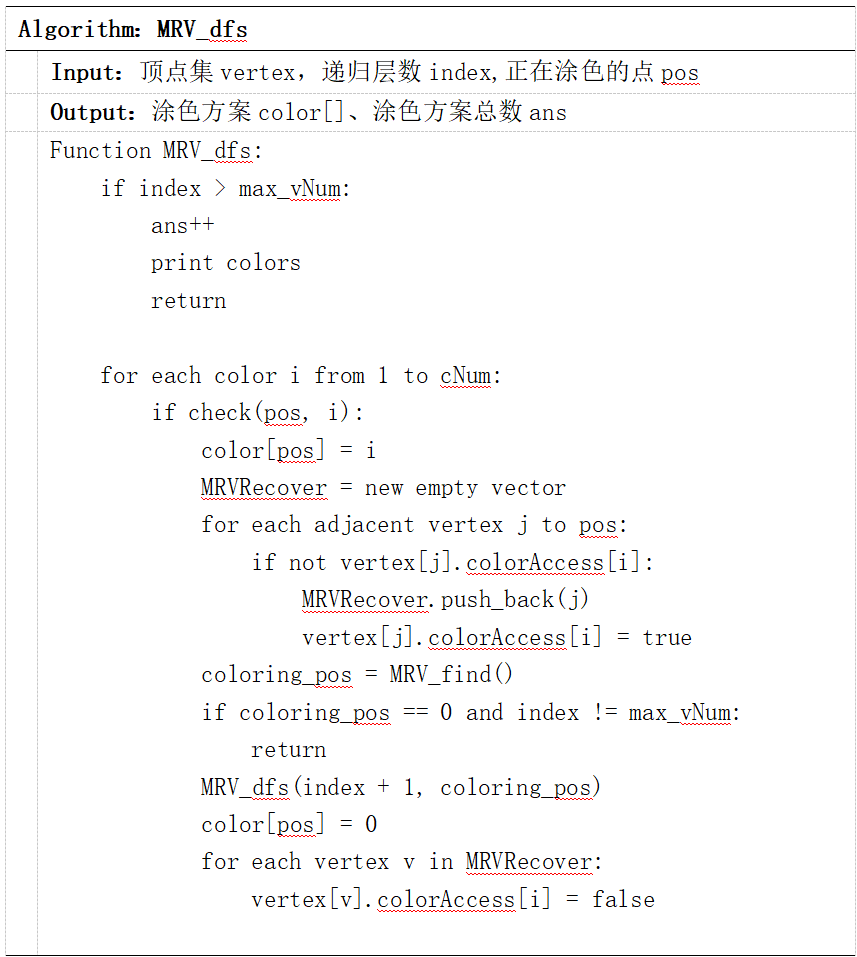 Algorithm: MRV_dfs
Input: 顶点集 vertex，递归层数 index,正在涂色的点 pos
Output: 涂色方案 color[]、涂色方案总数 ans
Function MRV_dfs:
    if index > max_vNum:
        ans++
        print colors
        return
    for each color i from 1 to cNum:
        if check(pos, i):
            color[pos] = i
            MRVRecover = new empty vector
            for each adjacent vertex j to pos:
                if not vertex[j].colorAccess[i]:
                    MRVRecover.push_back(j)
                    vertex[j].colorAccess[i] = true
            coloring_pos = MRV_find()
            if coloring_pos == 0 and index != max_vNum:
                return
            MRV_dfs(index + 1, coloring_pos)
            color[pos] = 0
            for each vertex v in MRVRecover:
                vertex[v].colorAccess[i] = false